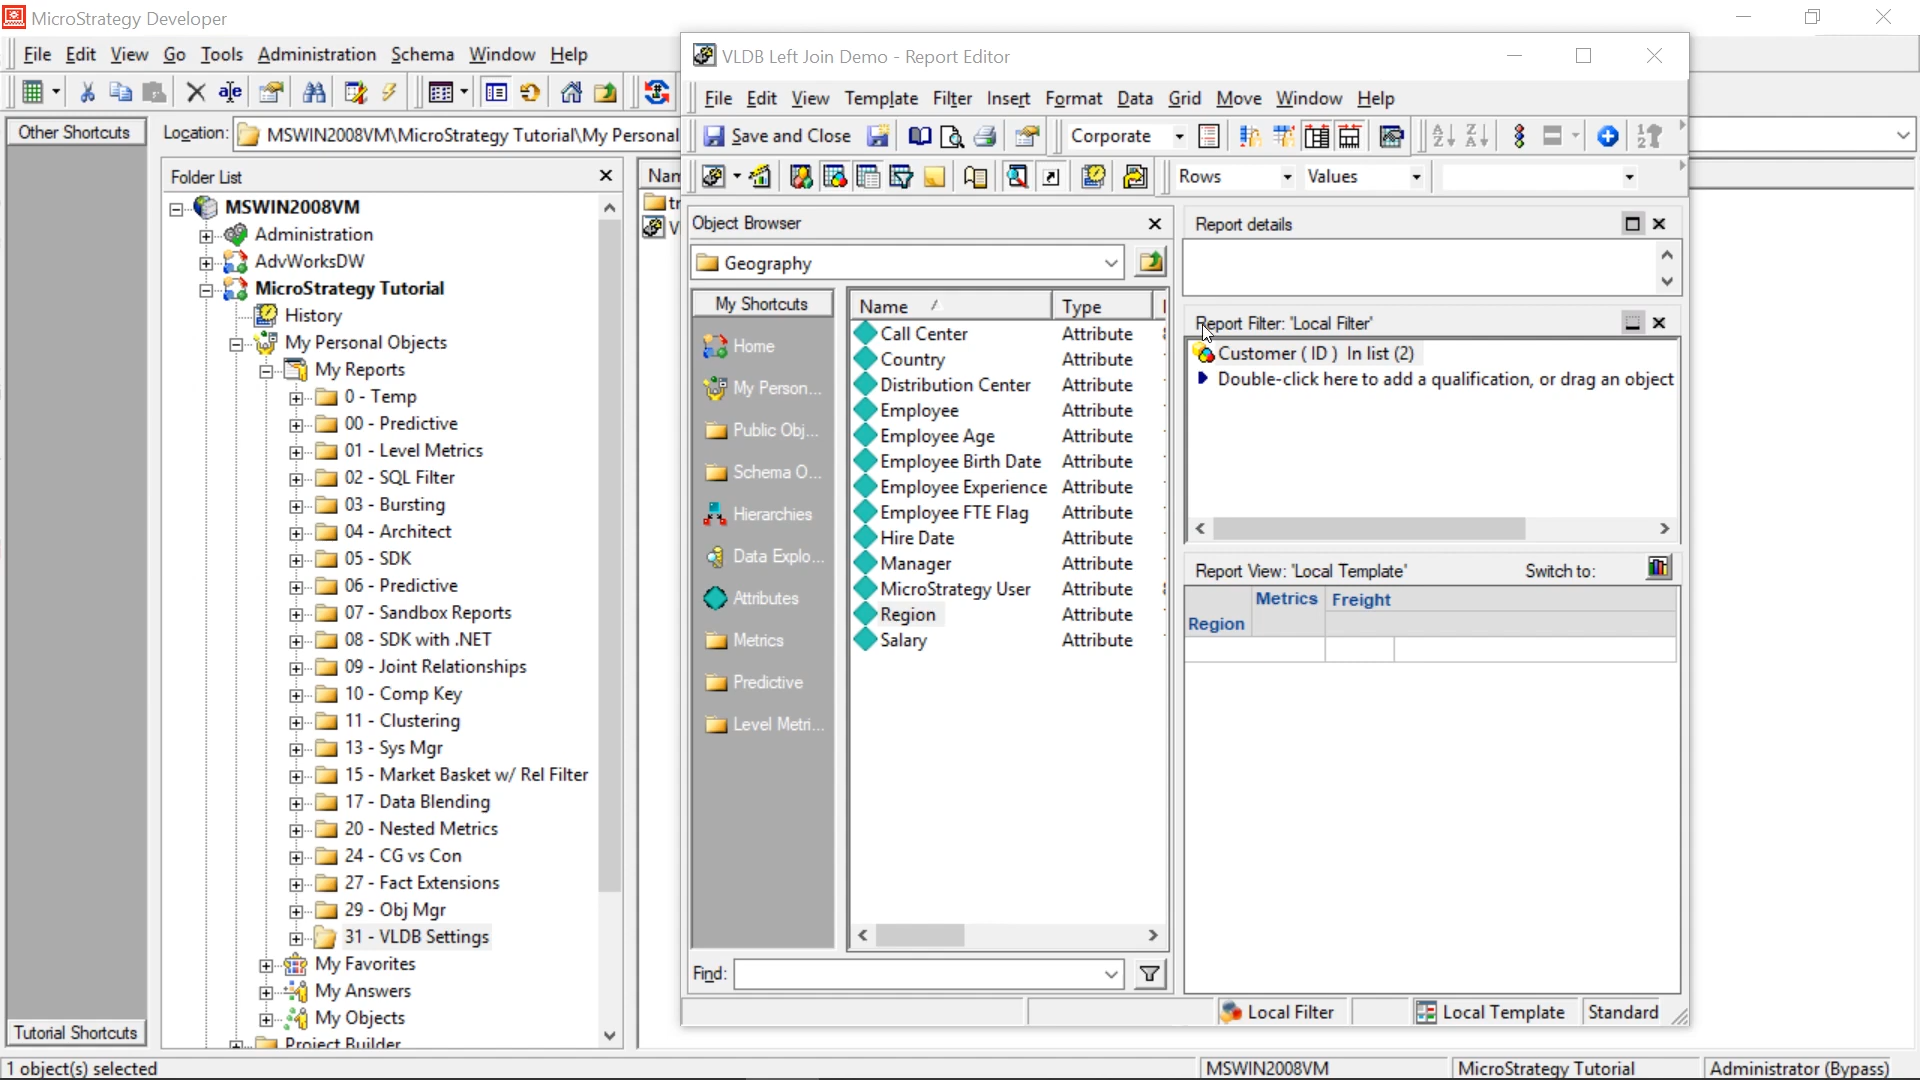 MicroStrategy Developer
File Edit View Go Tools Administration Schema Window Help
Other Shortcuts
Location: MSWIN2008VM\MicroStrategy Tutorial\My Personal
Folder List
MSWIN2008VM
Administration
AdvWorksDW
MicroStrategy Tutorial
History
My Personal Objects
My Reports
0 - Temp
00 - Predictive
01 - Level Metrics
02 - SQL Filter
03 - Bursting
04 - Architect
05 - SDK
06 - Predictive
07 - Sandbox Reports
08 - SDK with .NET
09 - Joint Relationships
10 - Comp Key
11 - Clustering
13 - Sys Mgr
15 - Market Basket w/ Rel Filter
17 - Data Blending
20 - Nested Metrics
24 - CG vs Con
27 - Fact Extensions
29 - Obj Mgr
31 - VLDB Settings
My Favorites
My Answers
My Objects
Project Builder
Tutorial Shortcuts
VLDB Left Join Demo - Report Editor
File Edit View Template Filter Insert Format Data Grid Move Window Help
Save and Close Corporate
Rows Values
Object Browser
Geography
My Shortcuts
Home
My Person...
Public Obj...
Schema O...
Hierarchies
Data Explo...
Attributes
Metrics
Predictive
Level Metri...
Name Type
Call Center Attribute
Country Attribute
Distribution Center Attribute
Employee Attribute
Employee Age Attribute
Employee Birth Date Attribute
Employee Experience Attribute
Employee FTE Flag Attribute
Hire Date Attribute
Manager Attribute
MicroStrategy User Attribute
Region Attribute
Salary Attribute
Find:
Report details
Report Filter: 'Local Filter'
Customer ( ID ) In list (2)
Double-click here to add a qualification, or drag an object
Report View: 'Local Template' Switch to:
Metrics Freight
Region
Local Filter Local Template Standard
1 object(s) selected MSWIN2008VM MicroStrategy Tutorial Administrator (Bypass)